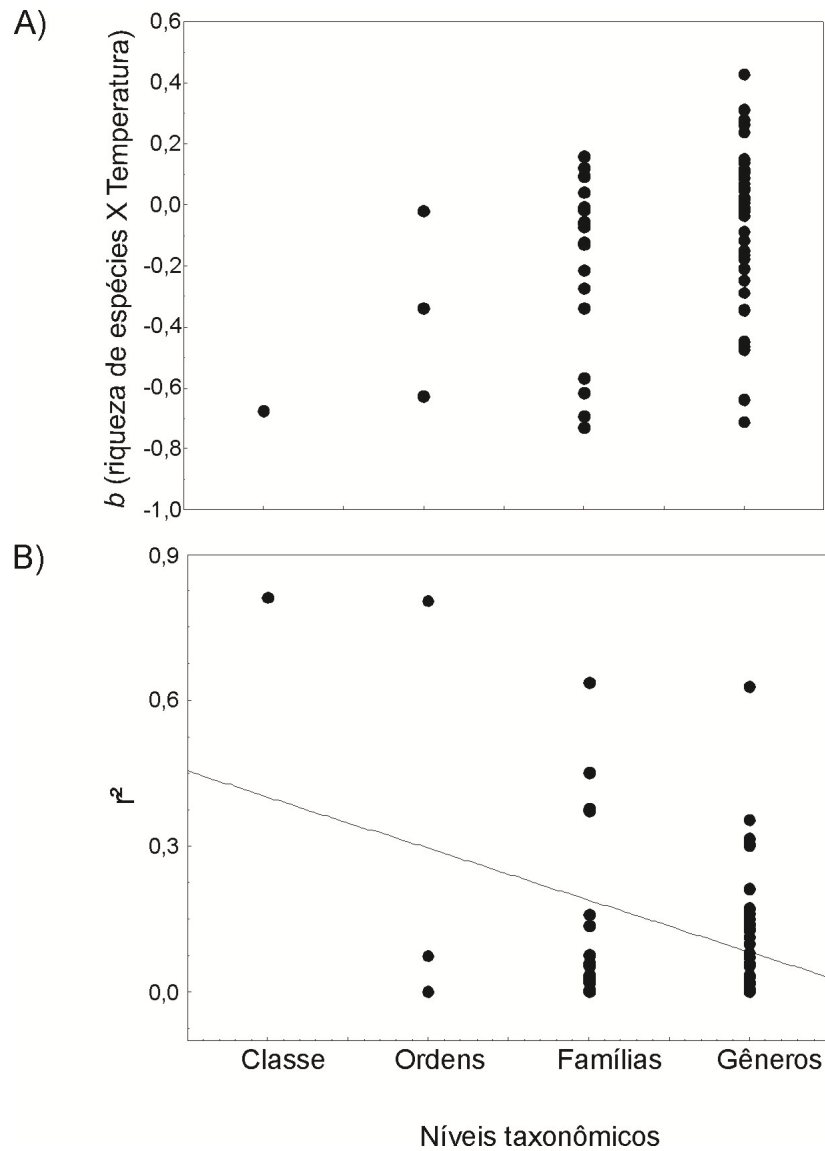 A)
b (riqueza de espécies X Temperatura)
0,6
0,4
0,2
0,0
-0,2
-0,4
-0,6
-0,8
-1,0
B)
r²
0,9
0,6
0,3
0,0
Classe Ordens Famílias Gêneros
Níveis taxonômicos